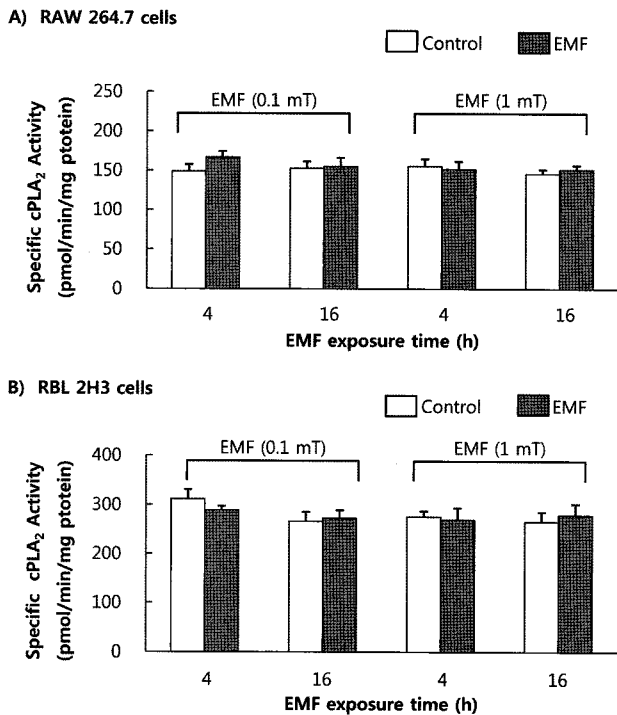 A) RAW 264.7 cells
Control
EMF
EMF (0.1 mT)
EMF (1 mT)
Specific cPLA₂ Activity
(pmol/min/mg ptotein)
250
200
150
100
50
0
4
16
4
16
EMF exposure time (h)
B) RBL 2H3 cells
Control
EMF
EMF (0.1 mT)
EMF (1 mT)
Specific cPLA₂ Activity
(pmol/min/mg ptotein)
400
300
200
100
0
4
16
4
16
EMF exposure time (h)